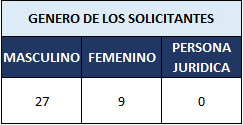 GENERO DE LOS SOLICITANTES
MASCULINO FEMENINO PERSONA JURIDICA
27 9 0